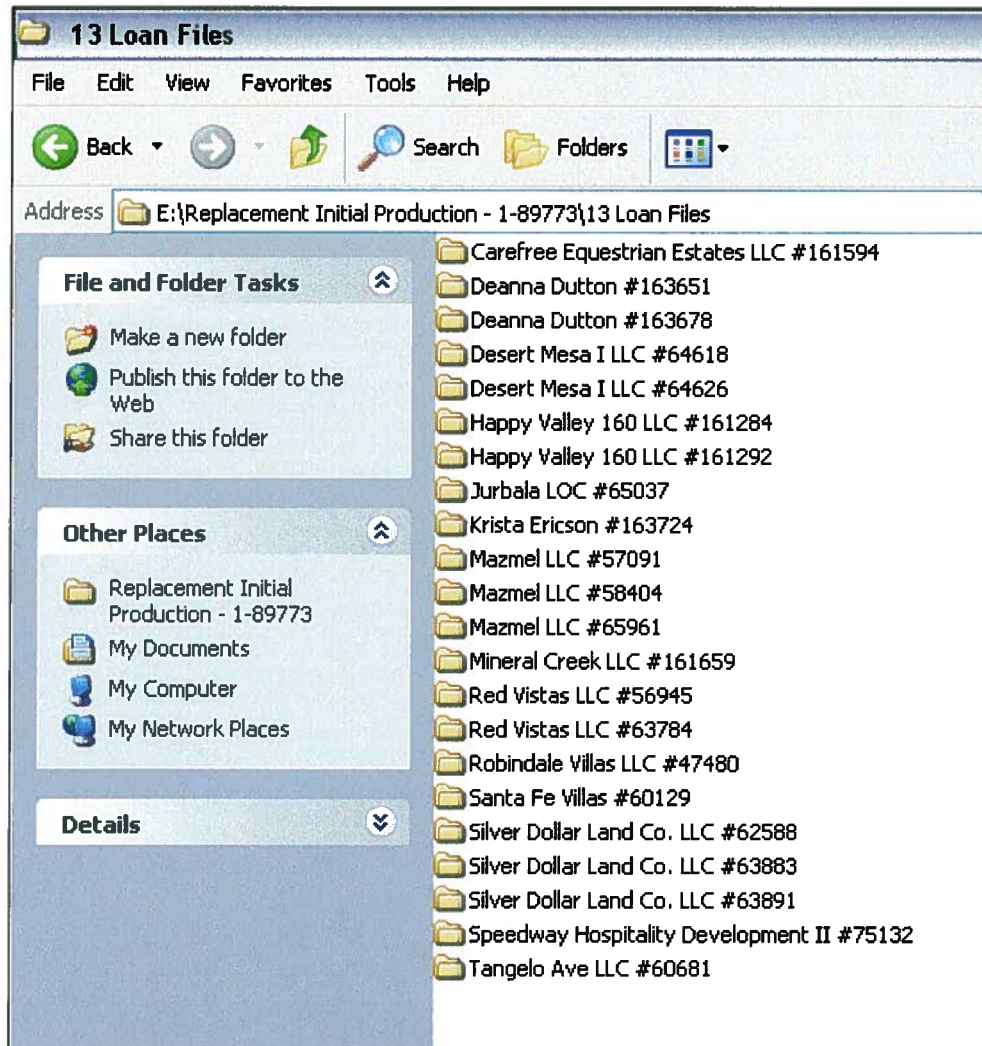 13 Loan Files
File Edit View Favorites Tools Help
Back Search Folders
Address E:\Replacement Initial Production - 1-89773\13 Loan Files
File and Folder Tasks
Make a new folder
Publish this folder to the
Web
Share this folder
Other Places
Replacement Initial
Production - 1-89773
My Documents
My Computer
My Network Places
Details
Carefree Equestrian Estates LLC #161594
Deanna Dutton #163651
Deanna Dutton #163678
Desert Mesa I LLC #64618
Desert Mesa I LLC #64626
Happy Valley 160 LLC #161284
Happy Valley 160 LLC #161292
Jurbala LOC #65037
Krista Ericson #163724
Mazmel LLC #57091
Mazmel LLC #58404
Mazmel LLC #65961
Mineral Creek LLC #161659
Red Vistas LLC #56945
Red Vistas LLC #63784
Robindale Villas LLC #47480
Santa Fe Villas #60129
Silver Dollar Land Co. LLC #62588
Silver Dollar Land Co. LLC #63883
Silver Dollar Land Co. LLC #63891
Speedway Hospitality Development II #75132
Tangelo Ave LLC #60681